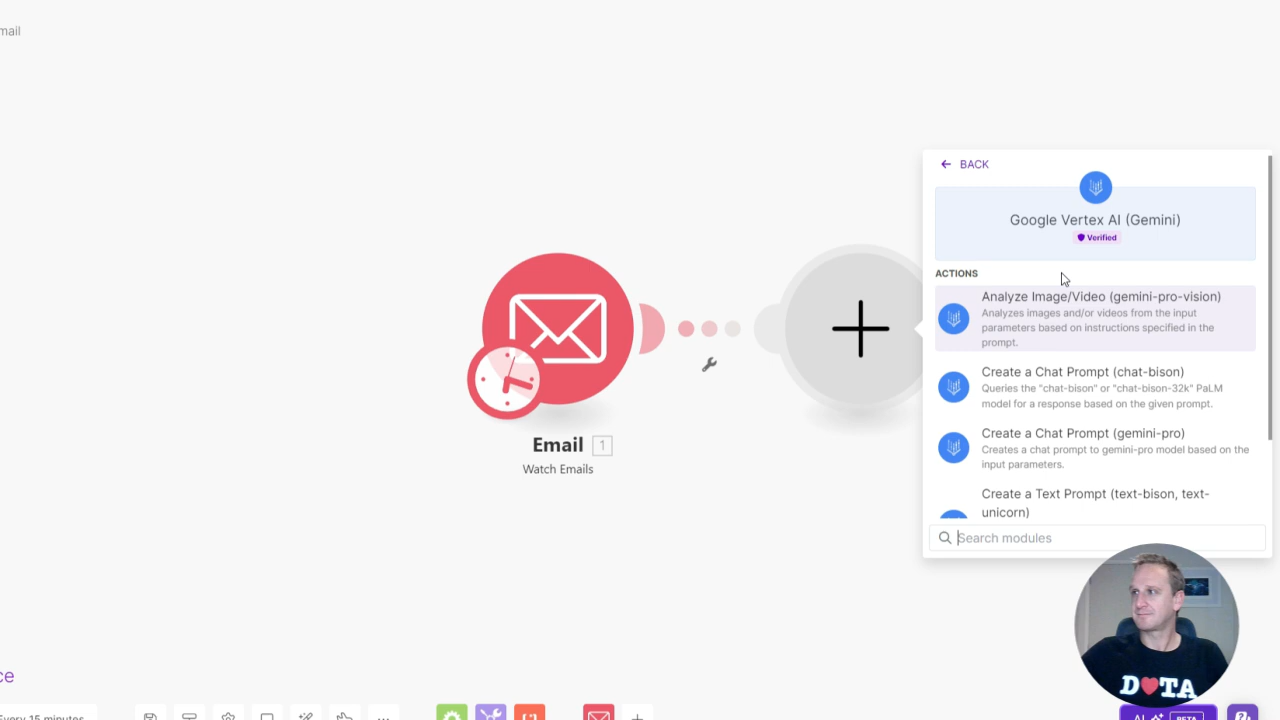 mail
BACK
Google Vertex AI (Gemini)
Verified
ACTIONS
Analyze Image/Video (gemini-pro-vision)
Analyzes images and/or videos from the input
parameters based on instructions specified in the
prompt.
Create a Chat Prompt (chat-bison)
Queries the "chat-bison" or "chat-bison-32k" PaLM
model for a response based on the given prompt.
Create a Chat Prompt (gemini-pro)
Creates a chat prompt to gemini-pro model based on the
input parameters.
Create a Text Prompt (text-bison, text-
unicorn)
Search modules
Email 1
Watch Emails
D❤TA
ce
Every 15 minutes
AI BETA